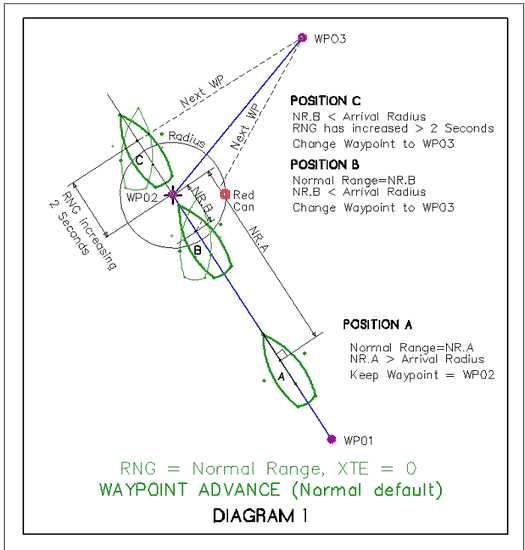 WP03
Next WP
Next WP
POSITION C
NR.B < Arrival Radius
RNG has increased > 2 Seconds
Change Waypoint to WP03
Radius
C
POSITION B
Normal Range=NR.B
NR.B < Arrival Radius
Change Waypoint to WP03
WP02
NR.B
Red
Can
RNG increasing
2 Seconds
B
NR.A
POSITION A
Normal Range=NR.A
NR.A > Arrival Radius
Keep Waypoint = WP02
A
WP01
RNG = Normal Range, XTE = 0
WAYPOINT ADVANCE (Normal default)
DIAGRAM 1